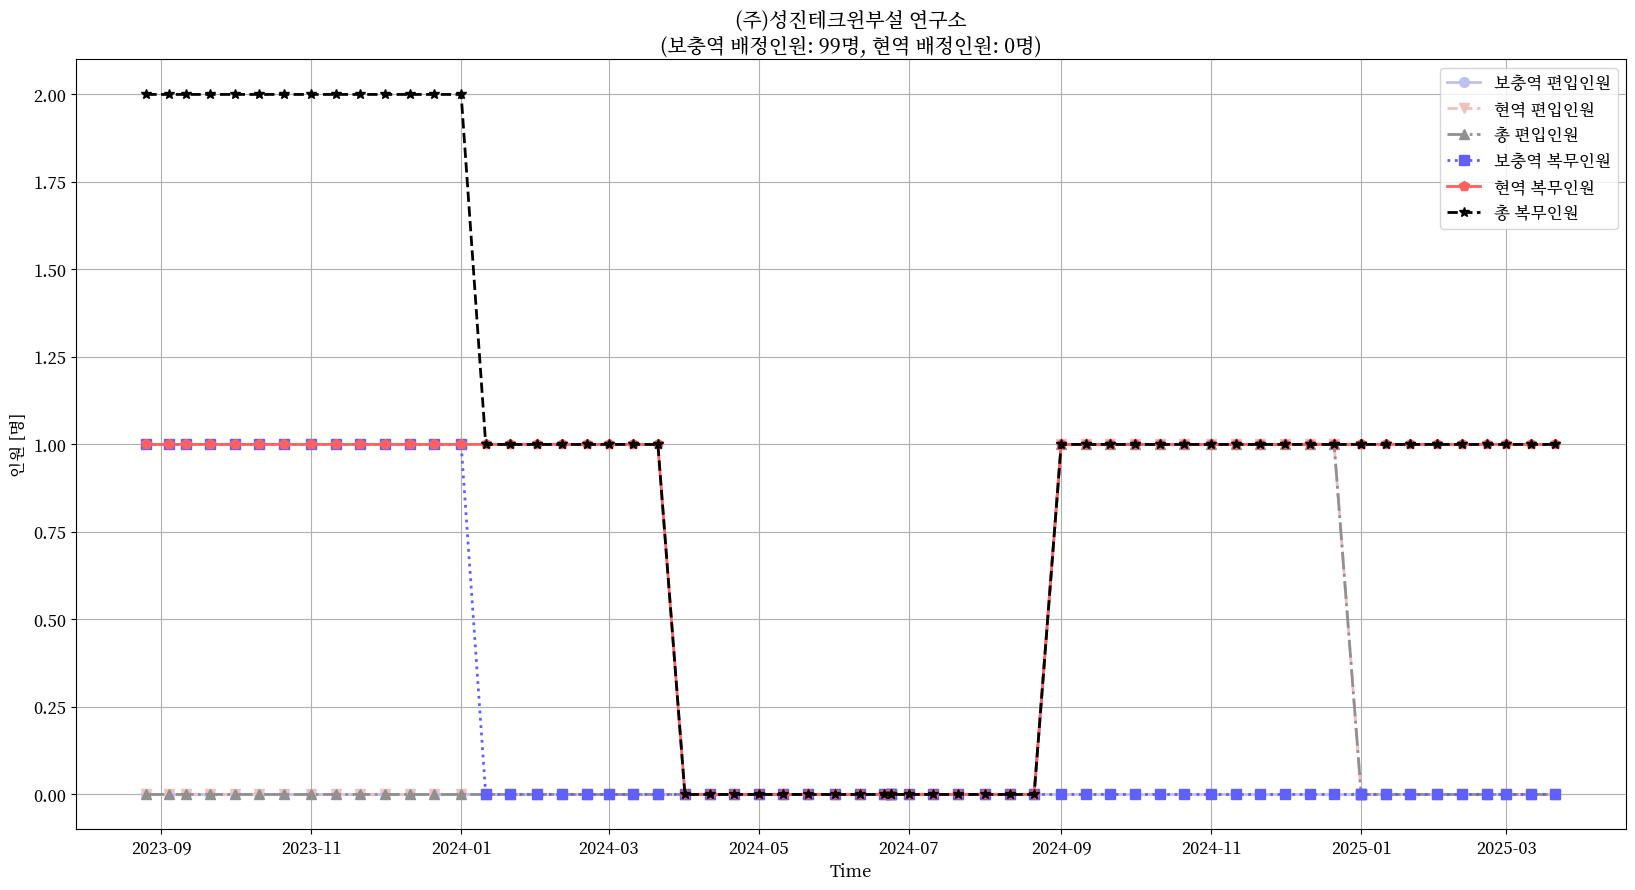 (주)성진테크윈부설 연구소
(보충역 배정인원: 99명, 현역 배정인원: 0명)
보충역 편입인원
현역 편입인원
총 편입인원
보충역 복무인원
현역 복무인원
총 복무인원
인원 [명]
2.00
1.75
1.50
1.25
1.00
0.75
0.50
0.25
0.00
2023-09 2023-11 2024-01 2024-03 2024-05 2024-07 2024-09 2024-11 2025-01 2025-03
Time